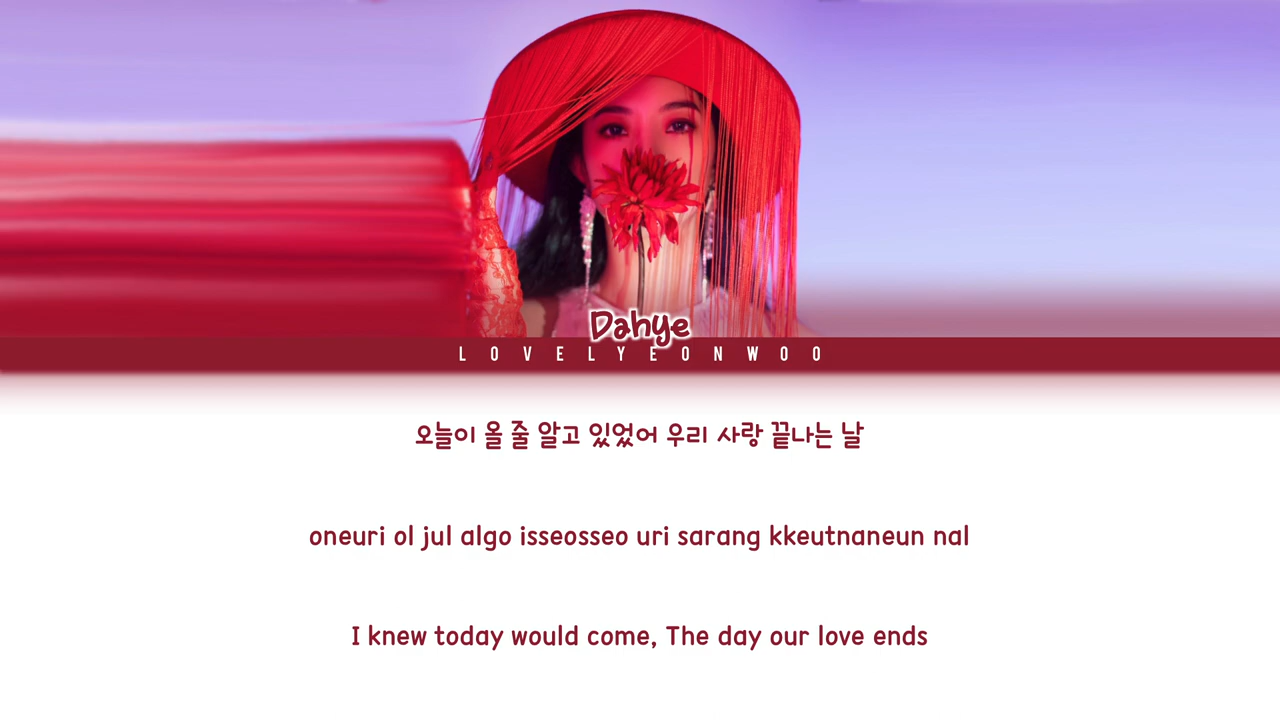 Dahye
LOVELYEONWOO
오늘이 올 줄 알고 있었어 우리 사랑 끝나는 날
oneuri ol jul algo isseosseo uri sarang kkeutnaneun nal
I knew today would come, The day our love ends